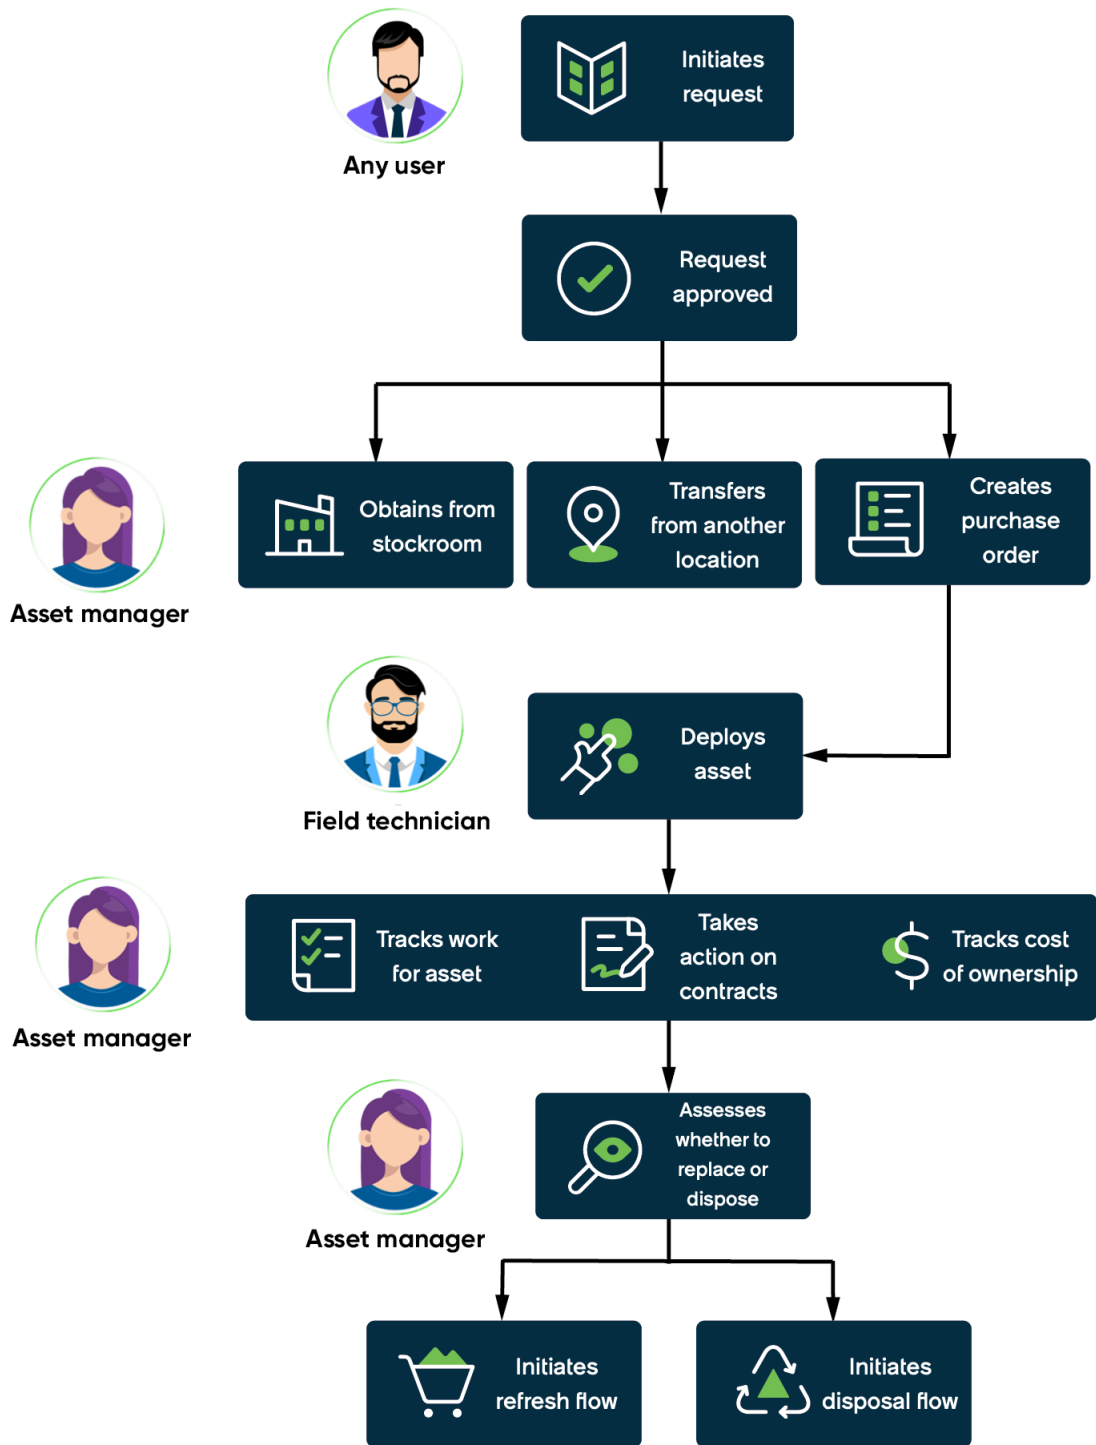 Initiates
request
Any user
Request
approved
Obtains from
stockroom
Transfers
from another
location
Creates
purchase
order
Asset manager
Deploys
asset
Field technician
Tracks work
for asset
Takes
action on
contracts
Tracks cost
of ownership
Asset manager
Assesses
whether to
replace or
dispose
Asset manager
Initiates
refresh flow
Initiates
disposal flow